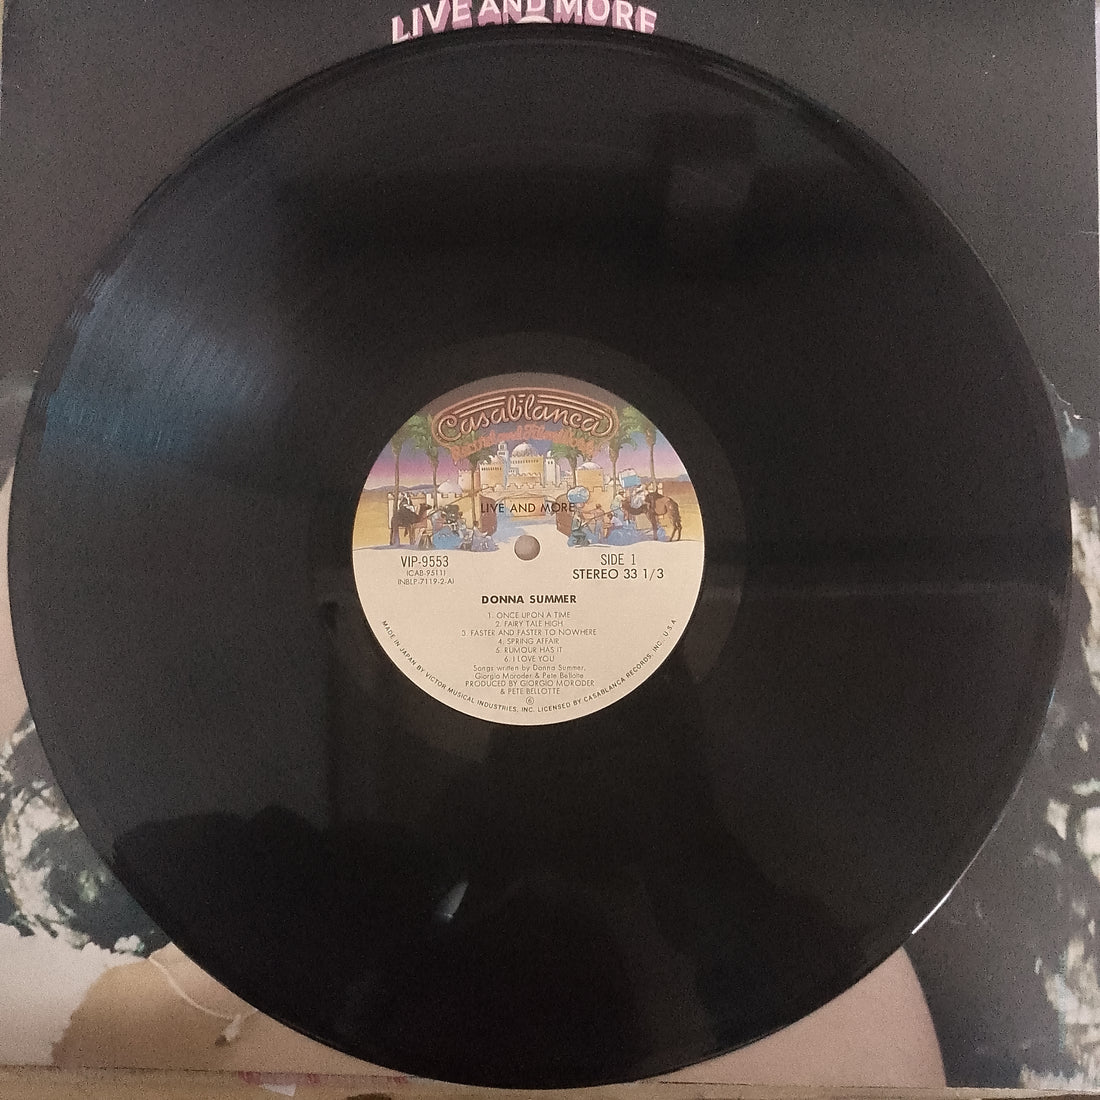 LIVE AND MORE
Casablanca
LIVE AND MORE
VIP-9553
(CAB-9511)
(NBLP-7119-2-A)
SIDE 1
STEREO 33 1/3
DONNA SUMMER
1. ONCE UPON A TIME
2. FAIRY TALE HIGH
3. FASTER AND FASTER TO NOWHERE
4. SPRING AFFAIR
5. RUMOUR HAS IT
6. I LOVE YOU
Songs written by Donna Summer,
Giorgio Moroder & Pete Bellotte
PRODUCED BY GIORGIO MORODER
& PETE BELLOTTE
MADE IN JAPAN BY VICTOR MUSICAL INDUSTRIES, INC. LICENSED BY CASABLANCA RECORDS, INC. U.S.A